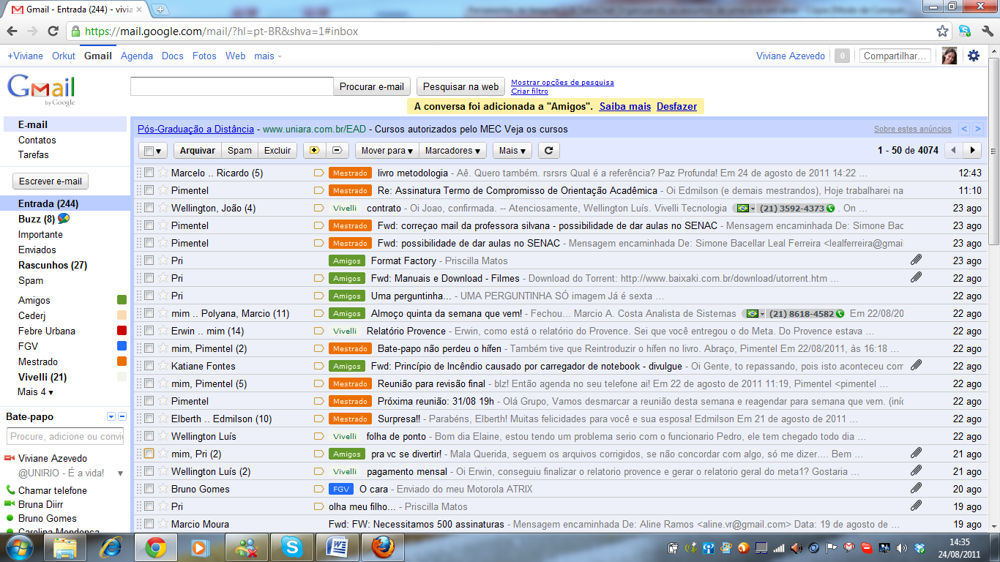 Gmail - Entrada (244) - vivia
https://mail.google.com/mail/?hl=pt-BR&shva=1#inbox
+Viviane Orkut Gmail Agenda Docs Fotos Web mais Viviane Azevedo 0 Compartilhar...
Gmail by Google
Procurar e-mail Pesquisar na web Mostrar opções de pesquisa
Criar filtro
A conversa foi adicionada a "Amigos". Saiba mais Desfazer
E-mail
Contatos
Tarefas
Escrever e-mail
Entrada (244)
Buzz (8)
Importante
Enviados
Rascunhos (27)
Spam
Amigos
Cederj
Febre Urbana
FGV
Mestrado
Vivelli (21)
Mais 4
Bate-papo
Procure, adicione ou convi
Viviane Azevedo
@UNIRIO - É a vida!
Chamar telefone
Bruna Diirr
Bruno Gomes
Carolina Mendonça
Pós-Graduação a Distância - www.uniara.com.br/EAD - Cursos autorizados pelo MEC Veja os cursos Sobre estes anúncios < >
Arquivar Spam Excluir Mover para Marcadores Mais 1 - 50 de 4074
Marcelo .. Ricardo (5) Mestrado livro metodologia - Aê. Quero também. rsrsrs Qual é a referência? Paz Profunda! Em 24 de agosto de 2011 14:22 ... 12:43
Pimentel Mestrado Re: Assinatura Termo de Compromisso de Orientação Acadêmica - Oi Edmilson (e demais mestrandos), Hoje trabalharei na 11:10
Wellington, João (4) Vivelli contrato - Oi Joao, confirmada. -- Atenciosamente, Wellington Luís. Vivelli Tecnologia (21) 3592-4373 . On ... 23 ago
Pimentel Mestrado Fwd: correçao mail da professora silvana - possibilidade de dar aulas no SENAC - Mensagem encaminhada De: Simone Bac 23 ago
Pimentel Mestrado Fwd: possibilidade de dar aulas no SENAC - Mensagem encaminhada De: Simone Bacellar Leal Ferreira <lealferreira@gmai 23 ago
Pri Amigos Format Factory - Priscilla Matos 23 ago
Pri Amigos Fwd: Manuais e Download - Filmes - Download do Torrent: http://www.baixaki.com.br/download/utorrent.htm ... 22 ago
Pri Amigos Uma perguntinha... - UMA PERGUNTINHA SÓ imagem Já é sexta ... 22 ago
mim .. Polyana, Marcio (11) Amigos Almoço quinta da semana que vem! - Fechou... Marcio A. Costa Analista de Sistemas (21) 8618-4582 Em 22/08/20 22 ago
Erwin .. mim (14) Vivelli Relatório Provence - Erwin, como está o relatório do Provence. Sei que você entregou o do Meta. Do Provence estava ... 22 ago
mim, Pimentel (2) Mestrado Bate-papo não perdeu o hífen - Também tive que Reintroduzir o hífen no livro. Abraço, Pimentel Em 22/08/2011, às 16:18 ... 22 ago
Katiane Fontes Amigos Fwd: Princípio de Incêndio causado por carregador de notebook - divulgue - Oi Gente, to repassando, pois isto aconteceu com 22 ago
mim, Pimentel (5) Mestrado Reunião para revisão final - blz! Então agenda no seu telefone ai! Em 22 de agosto de 2011 11:19, Pimentel <pimentel ... 22 ago
Pimentel Mestrado Próxima reunião: 31/08 19h - Olá Grupo, Vamos desmarcar a reunião desta semana e reagendar para semana que vem. (iníc 22 ago
Elberth .. Edmilson (10) Mestrado Surpresa!! - Parabéns, Elberth! Muitas felicidades para você e sua esposa! Edmilson Em 21 de agosto de 2011 ... 22 ago
Wellington Luís Vivelli folha de ponto - Bom dia Elaine, estou tendo um problema serio com o funcionario Pedro, ele tem chegado todo dia ... 22 ago
mim, Pri (2) Amigos pra vc se divertir! - Mala Querida, seguem os arquivos corrigidos, se não concordar com algo, só me dizer.... Bem ... 21 ago
Wellington Luís (2) Vivelli pagamento mensal - Oi Erwin, conseguiu finalizar o relatorio provence e gerar o relatorio geral do meta1? Gostaria ... 21 ago
Bruno Gomes FGV O cara - Enviado do meu Motorola ATRIX 20 ago
Pri olha meu filho... - Priscilla Matos 19 ago
Marcio Moura Fwd: FW: Necessitamos 500 assinaturas - Mensagem encaminhada De: Aline Ramos <aline.vr@gmail.com> Data: 19 de agosto de ... 19 ago
14:35
24/08/2011